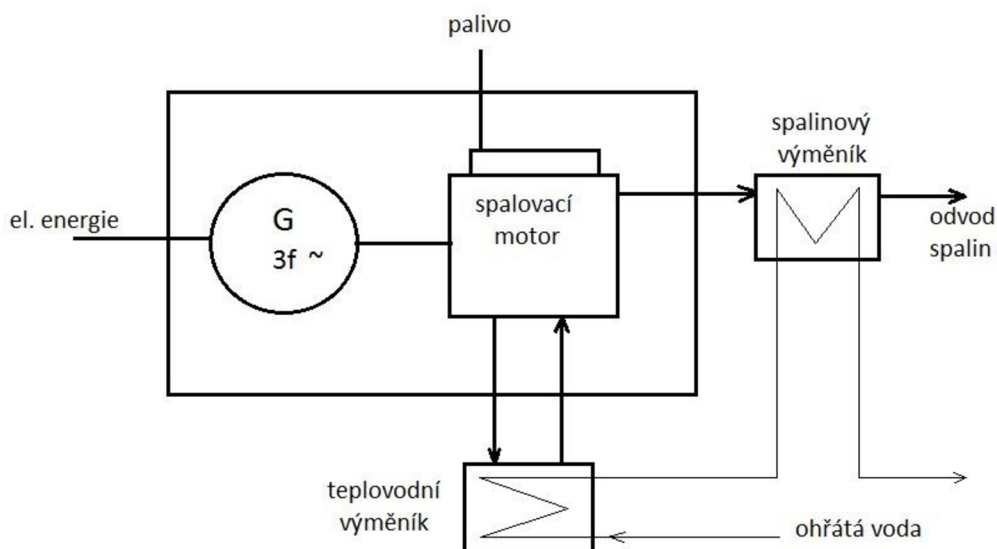 palivo
spalinový
výměník
el. energie
G
3f ~
spalovací
motor
odvod
spalin
teplovodní
výměník
ohřátá voda